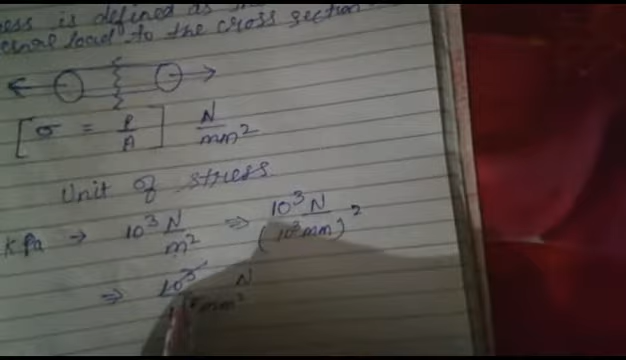 is defined as
load to the cross section
[σ = P/A] N/mm²
Unit of stress
KPa → 10³ N/m² ⇒ 10³ N/(10³ mm)²
⇒ 10³ N/mm²